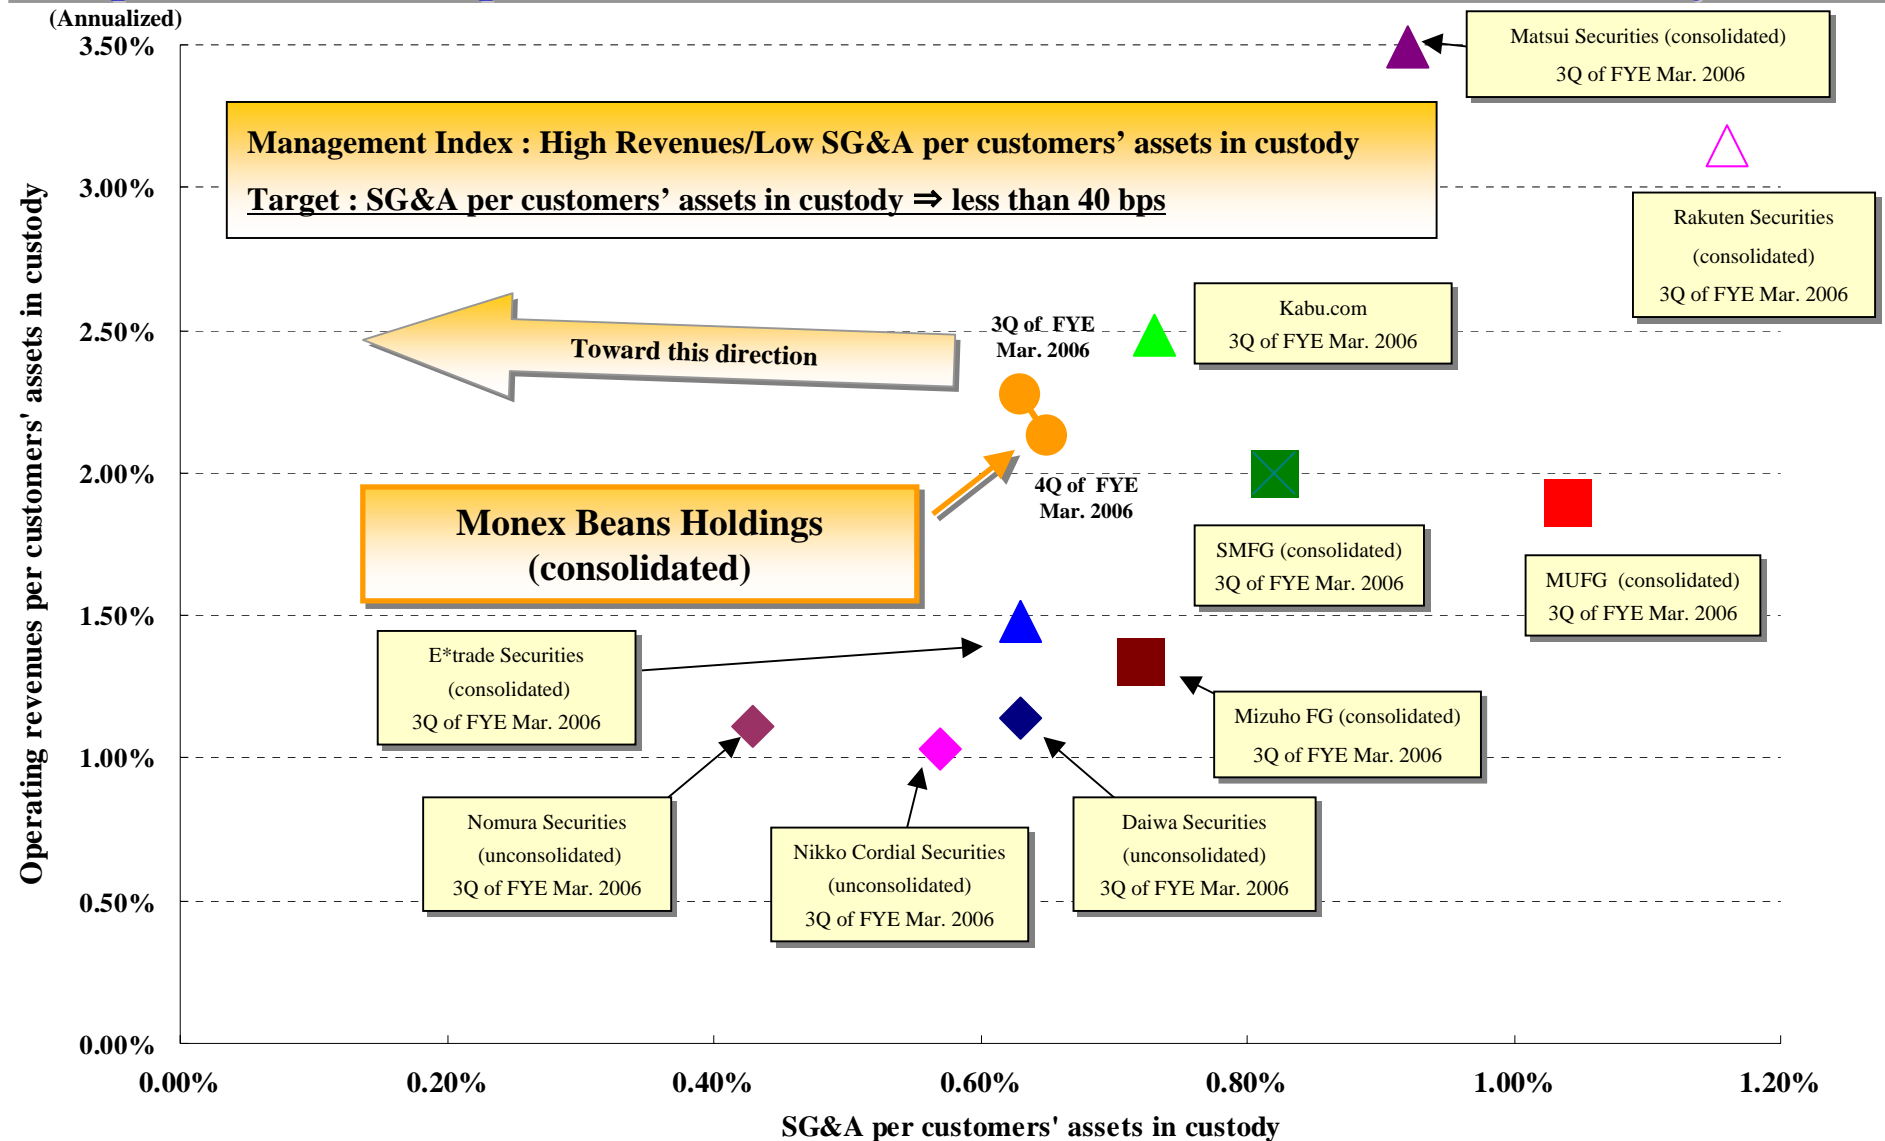 (Annualized)
3.50%
3.00%
2.50%
2.00%
1.50%
1.00%
0.50%
0.00%
Operating revenues per customers' assets in custody
Management Index : High Revenues/Low SG&A per customers’ assets in custody
Target : SG&A per customers’ assets in custody ⇒ less than 40 bps
Matsui Securities (consolidated)
3Q of FYE Mar. 2006
Rakuten Securities
(consolidated)
3Q of FYE Mar. 2006
Toward this direction
3Q of FYE
Mar. 2006
Kabu.com
3Q of FYE Mar. 2006
4Q of FYE
Mar. 2006
Monex Beans Holdings
(consolidated)
SMFG (consolidated)
3Q of FYE Mar. 2006
MUFG (consolidated)
3Q of FYE Mar. 2006
E*trade Securities
(consolidated)
3Q of FYE Mar. 2006
Mizuho FG (consolidated)
3Q of FYE Mar. 2006
Nomura Securities
(unconsolidated)
3Q of FYE Mar. 2006
Nikko Cordial Securities
(unconsolidated)
3Q of FYE Mar. 2006
Daiwa Securities
(unconsolidated)
3Q of FYE Mar. 2006
0.00%
0.20%
0.40%
0.60%
0.80%
1.00%
1.20%
SG&A per customers' assets in custody